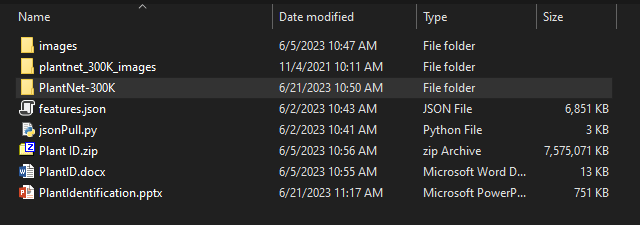 Name Date modified Type Size
images 6/5/2023 10:47 AM File folder
plantnet_300K_images 11/4/2021 10:11 AM File folder
PlantNet-300K 6/21/2023 10:50 AM File folder
features.json 6/2/2023 10:43 AM JSON File 6,851 KB
jsonPull.py 6/2/2023 10:41 AM Python File 3 KB
Plant ID.zip 6/5/2023 10:56 AM zip Archive 7,575,071 KB
PlantID.docx 6/5/2023 10:55 AM Microsoft Word D... 13 KB
PlantIdentification.pptx 6/21/2023 11:17 AM Microsoft PowerP... 751 KB